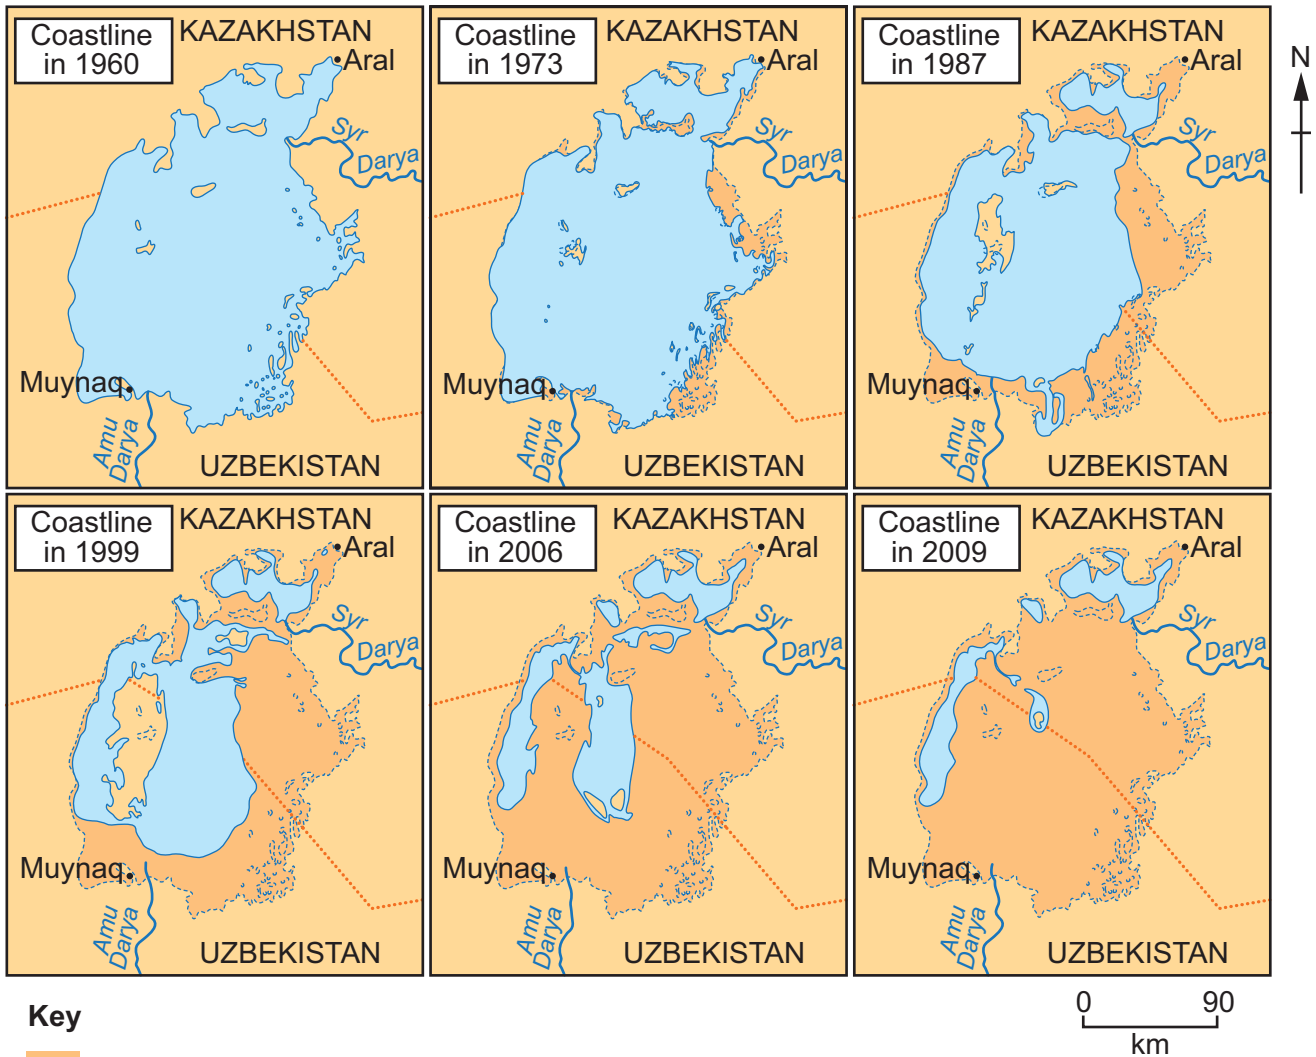 Coastline
in 1960
KAZAKHSTAN
Aral
Syr
Darya
Muynaq
Amu
Darya
UZBEKISTAN
Coastline
in 1973
KAZAKHSTAN
Aral
Syr
Darya
Muynaq
Amu
Darya
UZBEKISTAN
Coastline
in 1987
KAZAKHSTAN
Aral
Syr
Darya
Muynaq
Amu
Darya
UZBEKISTAN
N
Coastline
in 1999
KAZAKHSTAN
Aral
Syr
Darya
Muynaq
Amu
Darya
UZBEKISTAN
Coastline
in 2006
KAZAKHSTAN
Aral
Syr
Darya
Muynaq
Amu
Darya
UZBEKISTAN
Coastline
in 2009
KAZAKHSTAN
Aral
Syr
Darya
Muynaq
Amu
Darya
UZBEKISTAN
Key
0 90
km